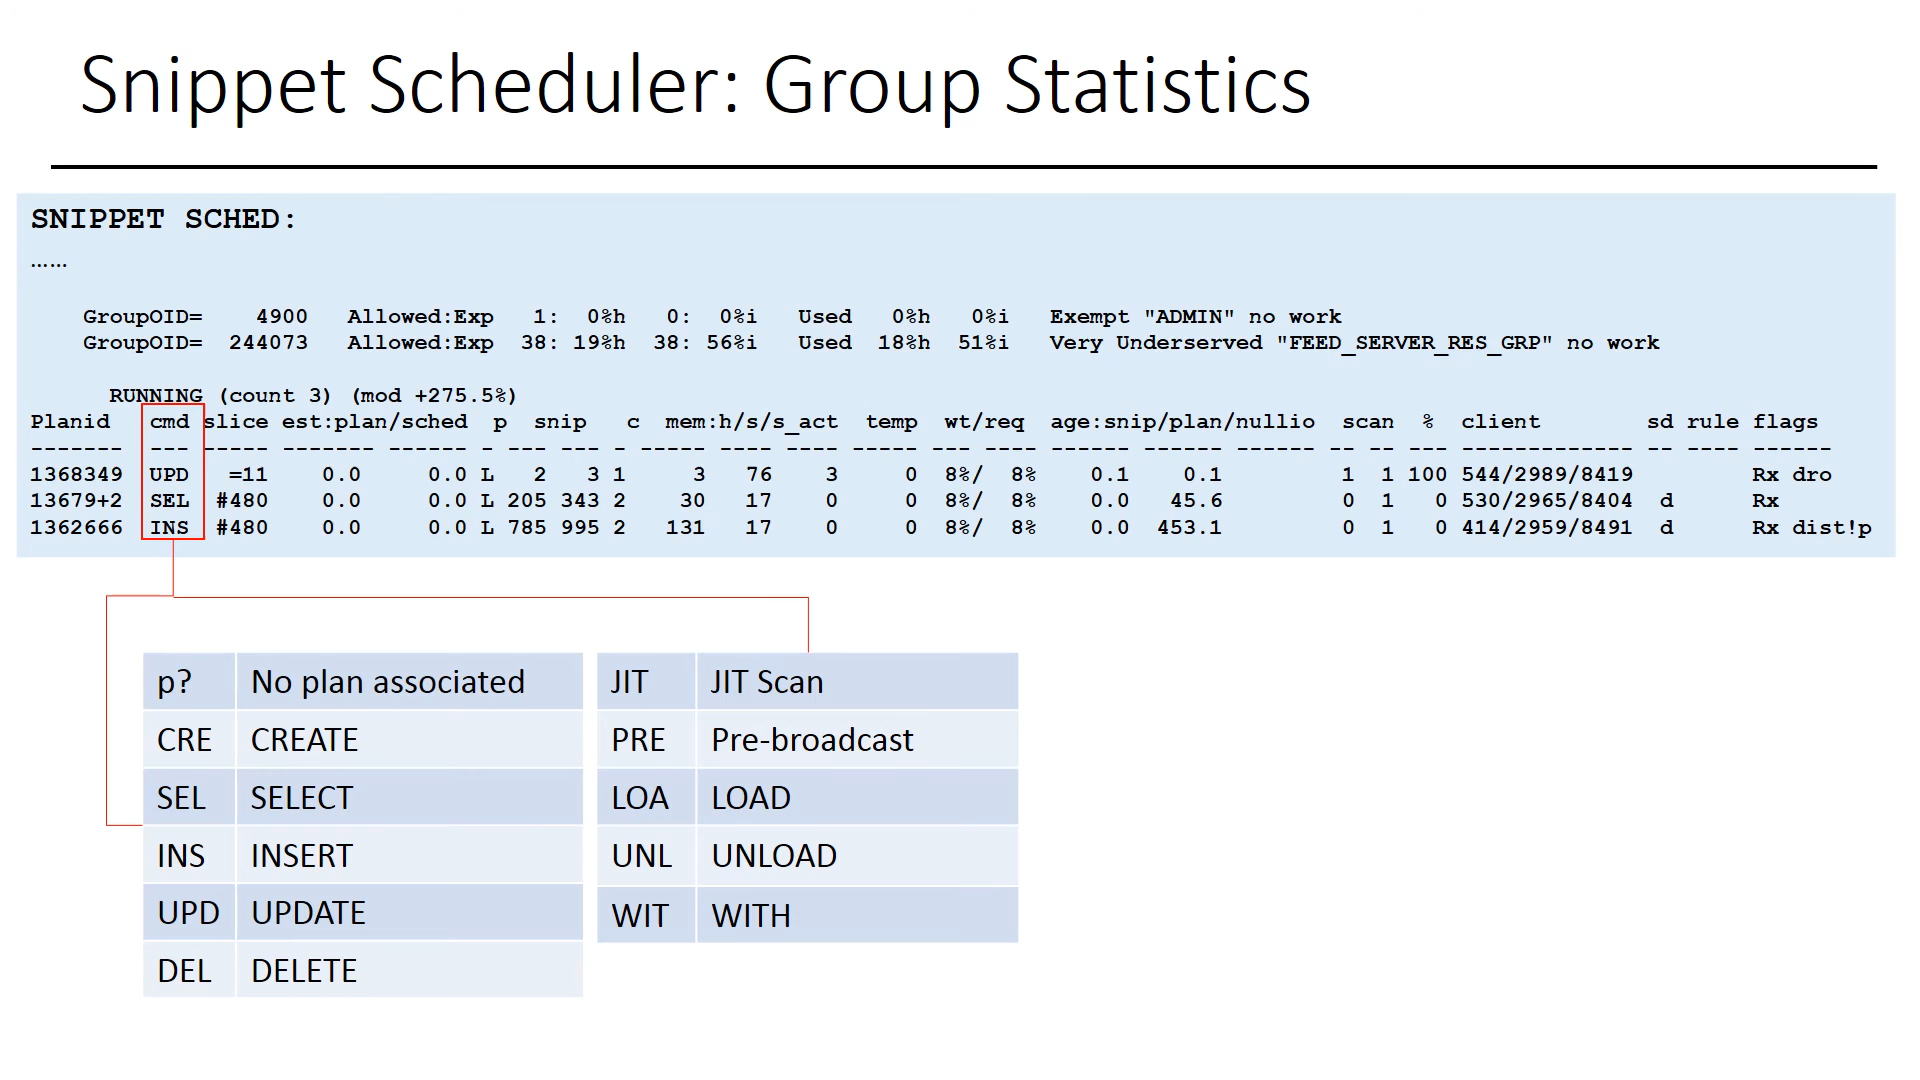 Snippet Scheduler: Group Statistics
SNIPPET SCHED:
......
GroupOID=    4900   Allowed:Exp   1:  0%h   0:  0%i   Used   0%h   0%i   Exempt "ADMIN" no work
GroupOID=  244073   Allowed:Exp  38: 19%h  38: 56%i   Used  18%h  51%i   Very Underserved "FEED_SERVER_RES_GRP" no work
RUNNING (count 3) (mod +275.5%)
Planid   cmd slice est:plan/sched  p  snip   c  mem:h/s/s_act  temp  wt/req  age:snip/plan/nullio  scan  %  client        sd rule flags
-------  --- ----- ------- ------ - --- --- - ----- ---- ---- ----- --- ---- ------ ------ ------ -- -- --- ------------- -- ---- ------
1368349  UPD   =11    0.0     0.0 L   2   3 1     3   76    3     0  8%/  8%    0.1    0.1         1  1 100 544/2989/8419         Rx dro
13679+2  SEL  #480    0.0     0.0 L 205 343 2    30   17    0     0  8%/  8%    0.0   45.6         0  1   0 530/2965/8404  d      Rx
1362666  INS  #480    0.0     0.0 L 785 995 2   131   17    0     0  8%/  8%    0.0  453.1         0  1   0 414/2959/8491  d      Rx dist!p
p? No plan associated
CRE CREATE
SEL SELECT
INS INSERT
UPD UPDATE
DEL DELETE
JIT JIT Scan
PRE Pre-broadcast
LOA LOAD
UNL UNLOAD
WIT WITH